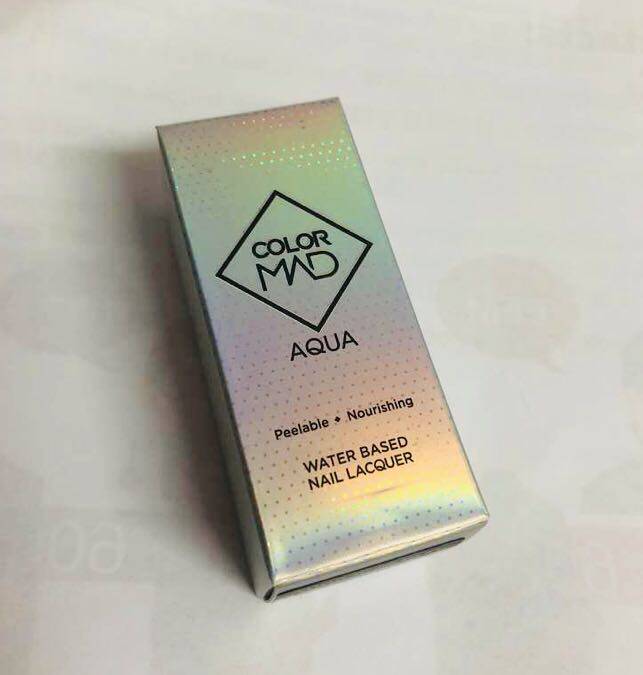 COLOR
MAD
AQUA
Peelable • Nourishing
WATER BASED
NAIL LACQUER